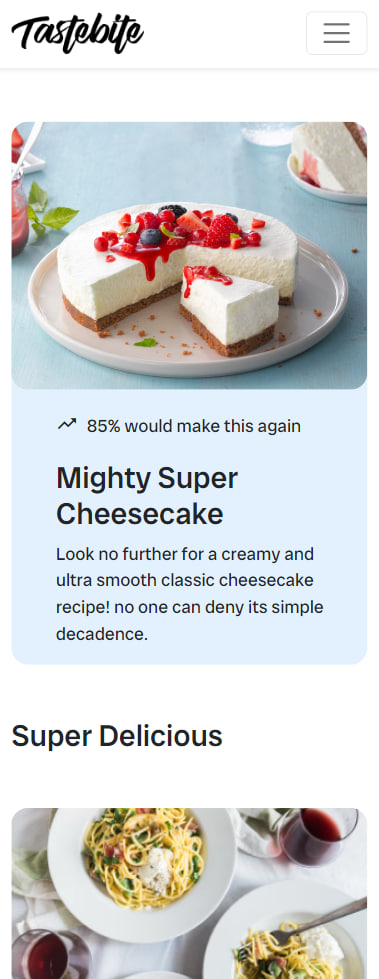 Tastebite
85% would make this again
Mighty Super
Cheesecake
Look no further for a creamy and
ultra smooth classic cheesecake
recipe! no one can deny its simple
decadence.
Super Delicious